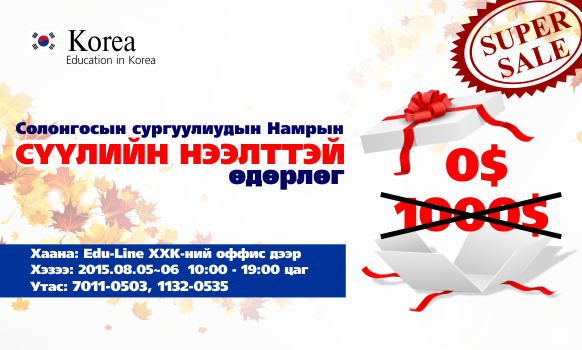 Korea
Education in Korea
SUPER
SALE
Солонгосын сургуулиудын Намрын
СҮҮЛИЙН НЭЭЛТТЭЙ
өдөрлөг
0$
1000$
Хаана: Edu-Line ХХК-ний оффис дээр
Хэзээ: 2015.08.05~06 10:00 - 19:00 цаг
Утас: 7011-0503, 1132-0535